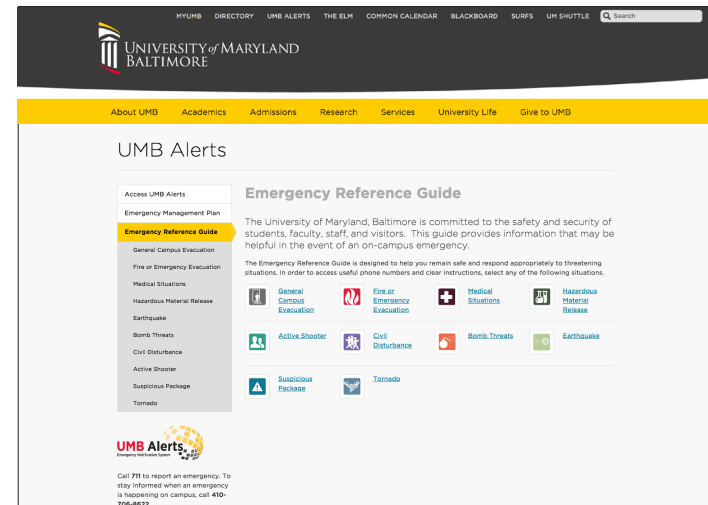 MYUMB DIRECTORY UMB ALERTS THE ELM COMMON CALENDAR BLACKBOARD SURFS UM SHUTTLE Search
UNIVERSITY of MARYLAND
BALTIMORE
About UMB Academics Admissions Research Services University Life Give to UMB
UMB Alerts
Access UMB Alerts
Emergency Management Plan
Emergency Reference Guide
General Campus Evacuation
Fire or Emergency Evacuation
Medical Situations
Hazardous Material Release
Earthquake
Bomb Threats
Civil Disturbance
Active Shooter
Suspicious Package
Tornado
UMB Alerts
Emergency Notification System
Call 711 to report an emergency. To
stay informed when an emergency
is happening on campus, call 410-
706-8622
Emergency Reference Guide
The University of Maryland, Baltimore is committed to the safety and security of
students, faculty, staff, and visitors. This guide provides information that may be
helpful in the event of an on-campus emergency.
The Emergency Reference Guide is designed to help you remain safe and respond appropriately to threatening
situations. In order to access useful phone numbers and clear instructions, select any of the following situations.
General
Campus
Evacuation
Fire or
Emergency
Evacuation
Medical
Situations
Hazardous
Material
Release
Active Shooter
Civil
Disturbance
Bomb Threats
Earthquake
Suspicious
Package
Tornado